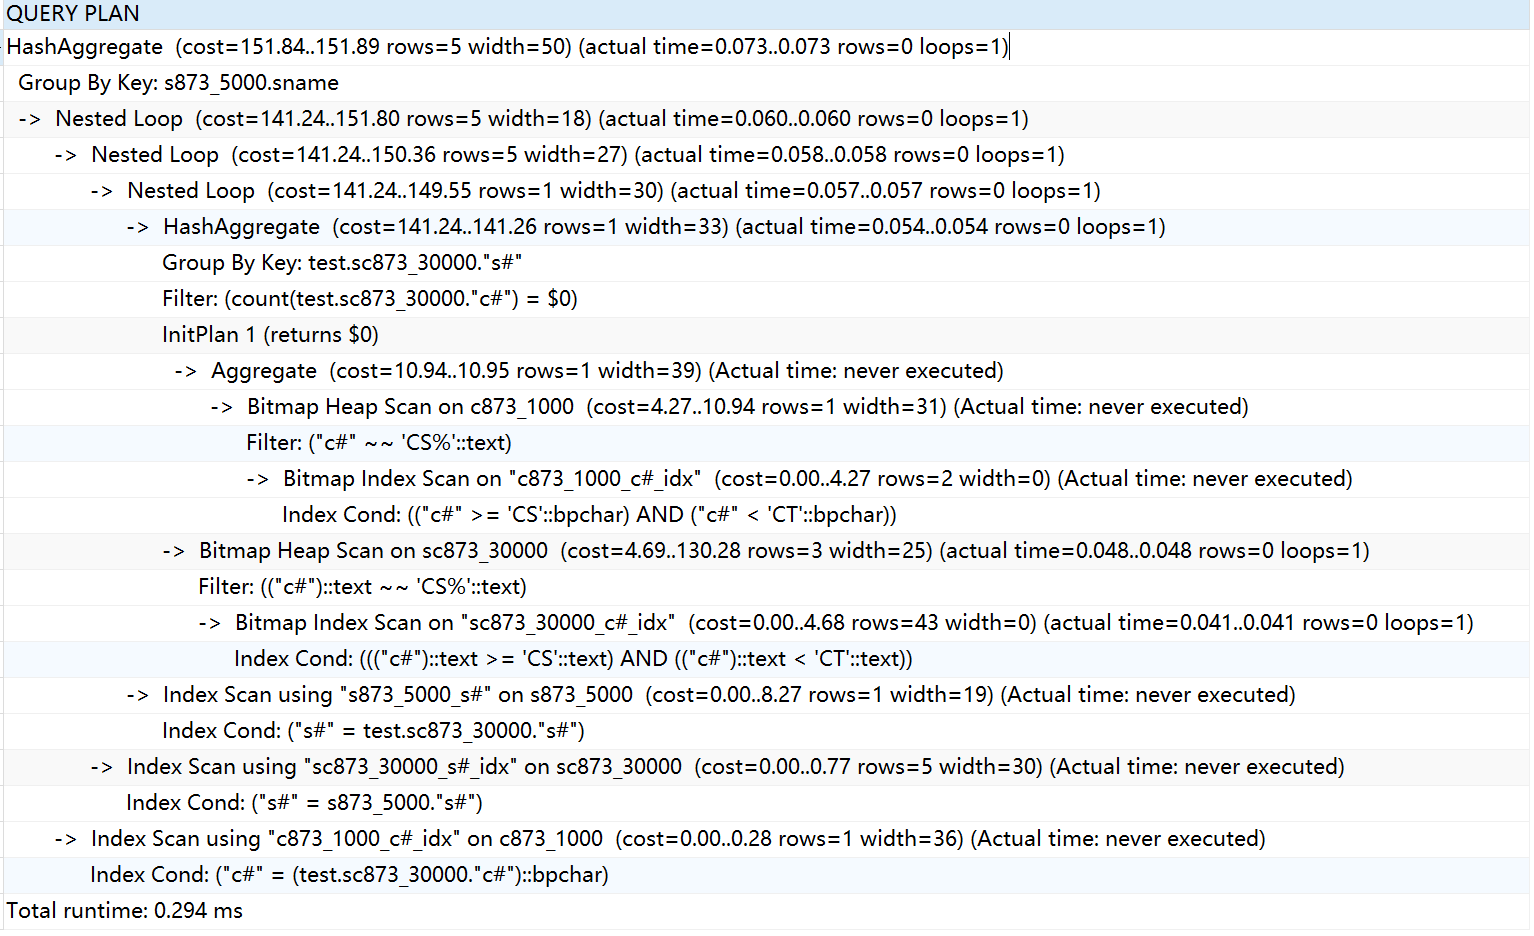 QUERY PLAN
HashAggregate  (cost=151.84..151.89 rows=5 width=50) (actual time=0.073..0.073 rows=0 loops=1)
Group By Key: s873_5000.sname
->  Nested Loop  (cost=141.24..151.80 rows=5 width=18) (actual time=0.060..0.060 rows=0 loops=1)
->  Nested Loop  (cost=141.24..150.36 rows=5 width=27) (actual time=0.058..0.058 rows=0 loops=1)
->  Nested Loop  (cost=141.24..149.55 rows=1 width=30) (actual time=0.057..0.057 rows=0 loops=1)
->  HashAggregate  (cost=141.24..141.26 rows=1 width=33) (actual time=0.054..0.054 rows=0 loops=1)
Group By Key: test.sc873_30000."s#"
Filter: (count(test.sc873_30000."c#") = $0)
InitPlan 1 (returns $0)
->  Aggregate  (cost=10.94..10.95 rows=1 width=39) (Actual time: never executed)
->  Bitmap Heap Scan on c873_1000  (cost=4.27..10.94 rows=1 width=31) (Actual time: never executed)
Filter: ("c#" ~~ 'CS%'::text)
->  Bitmap Index Scan on "c873_1000_c#_idx"  (cost=0.00..4.27 rows=2 width=0) (Actual time: never executed)
Index Cond: (("c#" >= 'CS'::bpchar) AND ("c#" < 'CT'::bpchar))
->  Bitmap Heap Scan on sc873_30000  (cost=4.69..130.28 rows=3 width=25) (actual time=0.048..0.048 rows=0 loops=1)
Filter: (("c#")::text ~~ 'CS%'::text)
->  Bitmap Index Scan on "sc873_30000_c#_idx"  (cost=0.00..4.68 rows=43 width=0) (actual time=0.041..0.041 rows=0 loops=1)
Index Cond: ((("c#")::text >= 'CS'::text) AND (("c#")::text < 'CT'::text))
->  Index Scan using "s873_5000_s#" on s873_5000  (cost=0.00..8.27 rows=1 width=19) (Actual time: never executed)
Index Cond: ("s#" = test.sc873_30000."s#")
->  Index Scan using "sc873_30000_s#_idx" on sc873_30000  (cost=0.00..0.77 rows=5 width=30) (Actual time: never executed)
Index Cond: ("s#" = s873_5000."s#")
->  Index Scan using "c873_1000_c#_idx" on c873_1000  (cost=0.00..0.28 rows=1 width=36) (Actual time: never executed)
Index Cond: ("c#" = (test.sc873_30000."c#")::bpchar)
Total runtime: 0.294 ms